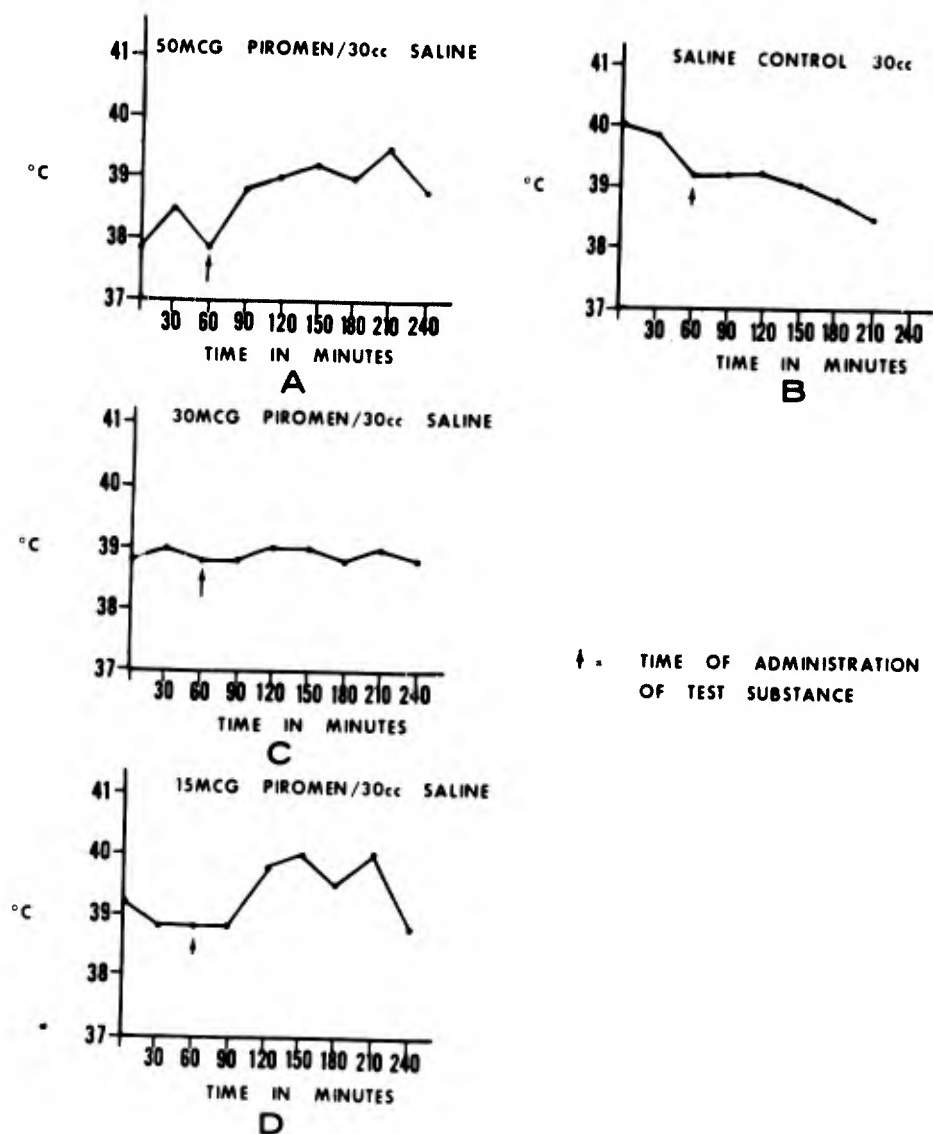 50MCG PIROMEN/30cc SALINE
41
40
39
38
37
°C
30 60 90 120 150 180 210 240
TIME IN MINUTES
A
SALINE CONTROL 30cc
41
40
39
38
37
°C
30 60 90 120 150 180 210 240
TIME IN MINUTES
B
30MCG PIROMEN/30cc SALINE
41
40
39
38
37
°C
30 60 90 120 150 180 210 240
TIME IN MINUTES
C
= TIME OF ADMINISTRATION
OF TEST SUBSTANCE
15MCG PIROMEN/30cc SALINE
41
40
39
38
37
°C
30 60 90 120 150 180 210 240
TIME IN MINUTES
D